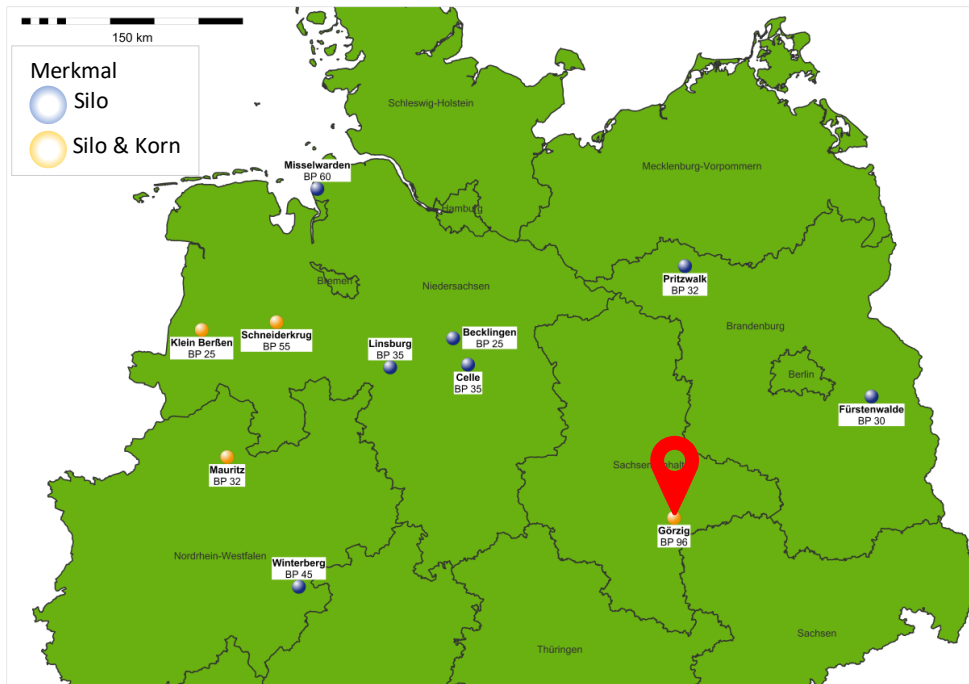 150 km
Merkmal
Silo
Silo & Korn
Schleswig-Holstein
Mecklenburg-Vorpommern
Misselwarden
BP 60
Hamburg
Bremen
Niedersachsen
Pritzwalk
BP 32
Brandenburg
Klein Berßen
BP 25
Schneiderkrug
BP 55
Linsburg
BP 35
Becklingen
BP 25
Celle
BP 35
Berlin
Fürstenwalde
BP 30
Mauritz
BP 32
Sachsen-Anhalt
Görzig
BP 96
Nordrhein-Westfalen
Winterberg
BP 45
Thüringen
Sachsen